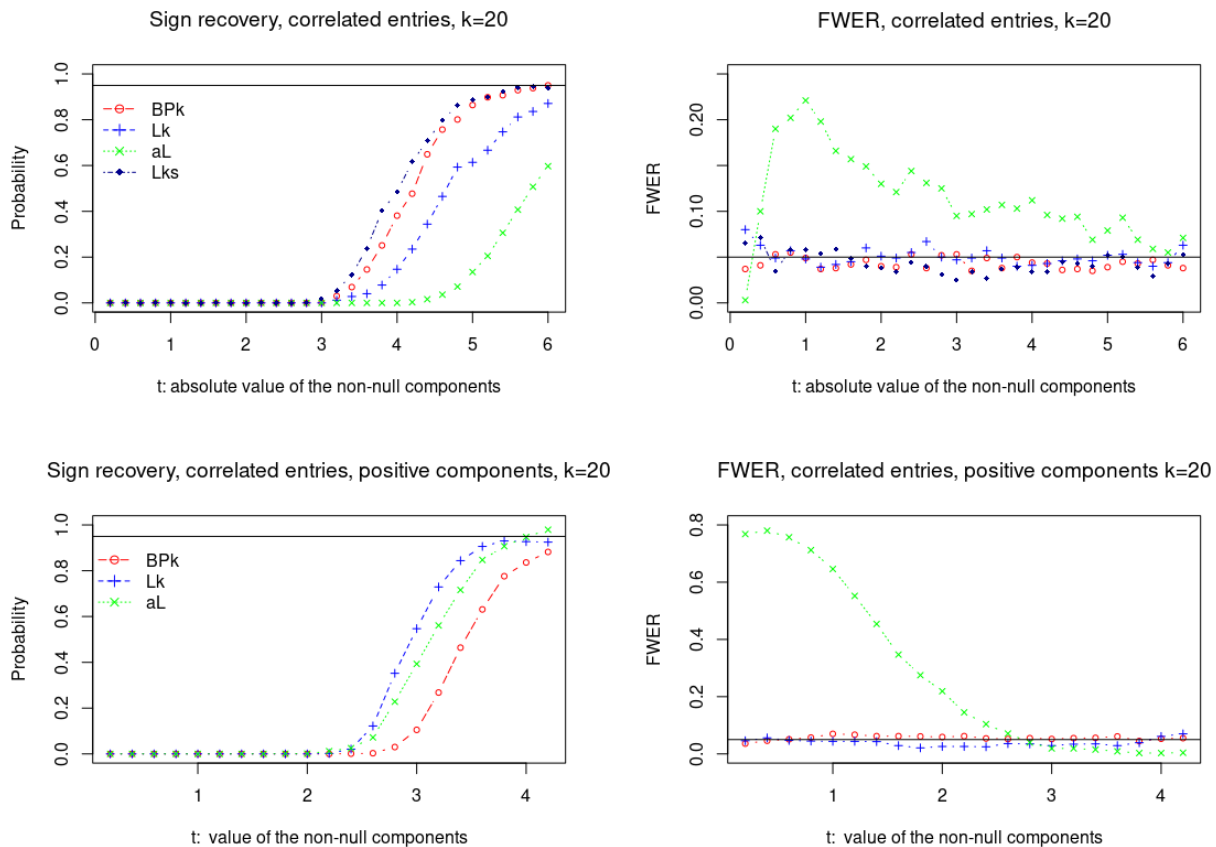 Sign recovery, correlated entries, k=20
Probability
0.0 0.2 0.4 0.6 0.8 1.0
BPk
Lk
aL
Lks
0 1 2 3 4 5 6
t: absolute value of the non-null components
FWER, correlated entries, k=20
FWER
0.00 0.10 0.20
0 1 2 3 4 5 6
t: absolute value of the non-null components
Sign recovery, correlated entries, positive components, k=20
Probability
0.0 0.2 0.4 0.6 0.8 1.0
BPk
Lk
aL
1 2 3 4
t: value of the non-null components
FWER, correlated entries, positive components k=20
FWER
0.0 0.2 0.4 0.6 0.8
1 2 3 4
t: value of the non-null components